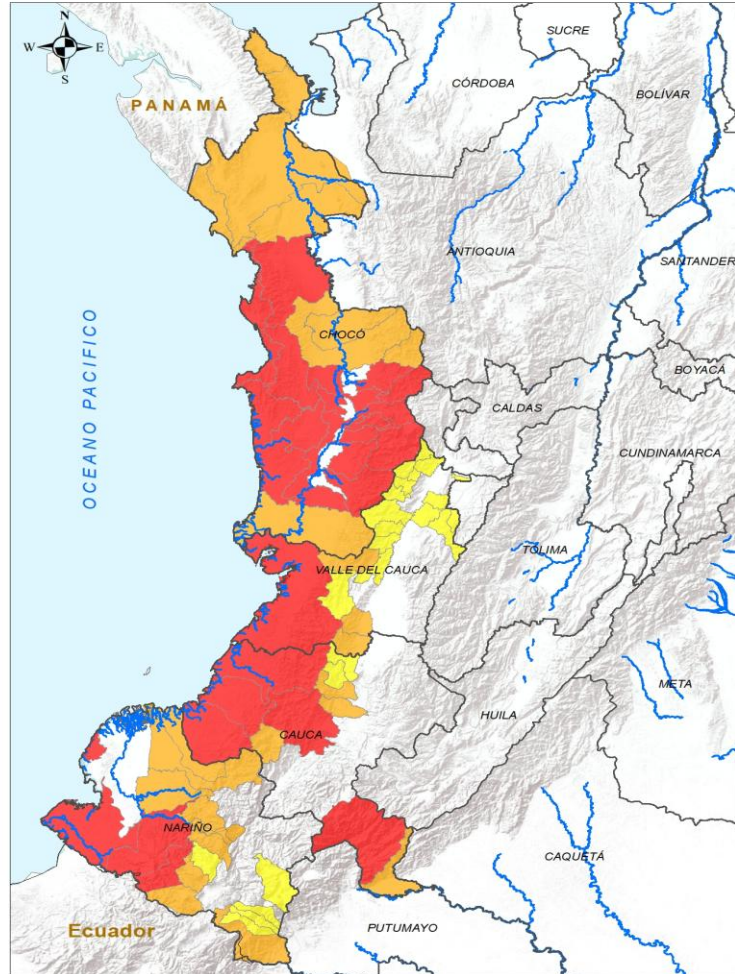 N
W E
S
SUCRE
CÓRDOBA
BOLÍVAR
PANAMÁ
ANTIOQUIA
SANTANDER
OCEANO PACIFICO
CHOCÓ
BOYACÁ
CALDAS
CUNDINAMARCA
TOLIMA
VALLE DEL CAUCA
META
HUILA
CAUCA
NARIÑO
CAQUETÁ
PUTUMAYO
Ecuador